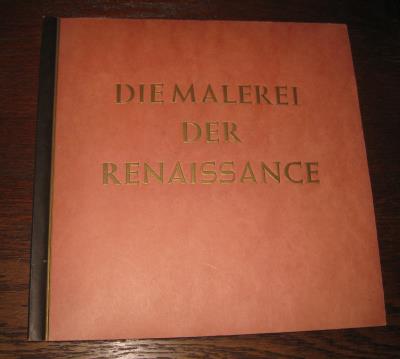 DIE MALEREI
DER
RENAISSANCE